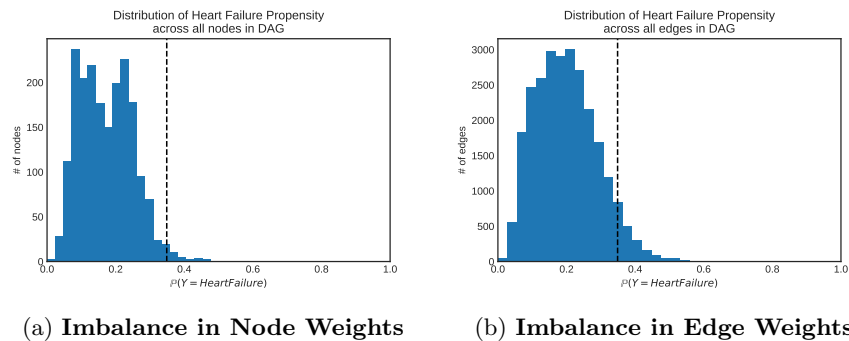 Distribution of Heart Failure Propensity
across all nodes in DAG
# of nodes
200
150
100
50
0
0.0 0.2 0.4 0.6 0.8 1.0
ℙ(Y = HeartFailure)
(a) Imbalance in Node Weights
Distribution of Heart Failure Propensity
across all edges in DAG
# of edges
3000
2500
2000
1500
1000
500
0
0.0 0.2 0.4 0.6 0.8 1.0
ℙ(Y = HeartFailure)
(b) Imbalance in Edge Weights